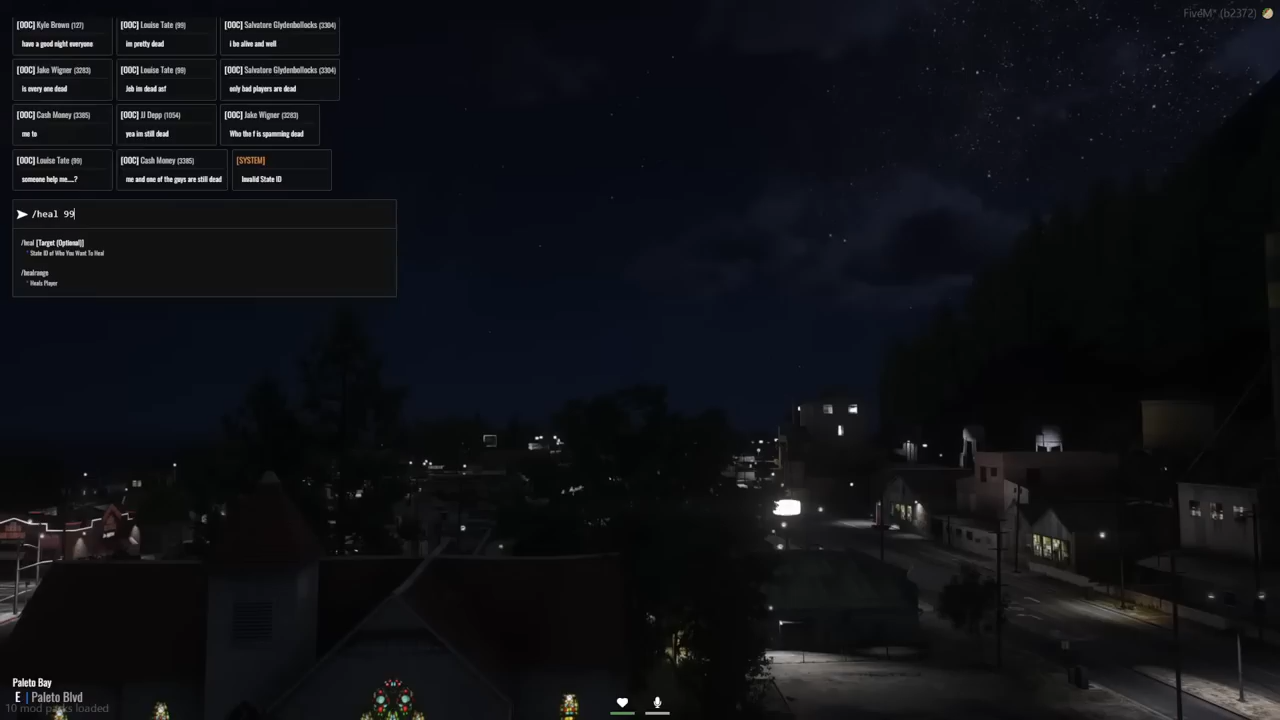 FiveM* (b2372)
[OOC] Kyle Brown (127)
have a good night everyone
[OOC] Louise Tate (99)
im pretty dead
[OOC] Salvatore Glydenbollocks (3304)
i be alive and well
[OOC] Jake Wigner (3283)
is every one dead
[OOC] Louise Tate (99)
Jeb im dead asf
[OOC] Salvatore Glydenbollocks (3304)
only bad players are dead
[OOC] Cash Money (3385)
me to
[OOC] JJ Depp (1054)
yea im still dead
[OOC] Jake Wigner (3283)
Who the f is spamming dead
[OOC] Louise Tate (99)
someone help me....?
[OOC] Cash Money (3385)
me and one of the guys are still dead
[SYSTEM]
Invalid State ID
/heal 99
/heal [Target (Optional)]
* State ID of Who You Want To Heal
/healrange
* Heals Player
Paleto Bay
E | Paleto Blvd
10 mod packs loaded